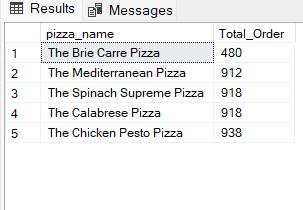 Results Messages
pizza_name Total_Order
1 The Brie Carre Pizza 480
2 The Mediterranean Pizza 912
3 The Spinach Supreme Pizza 918
4 The Calabrese Pizza 918
5 The Chicken Pesto Pizza 938